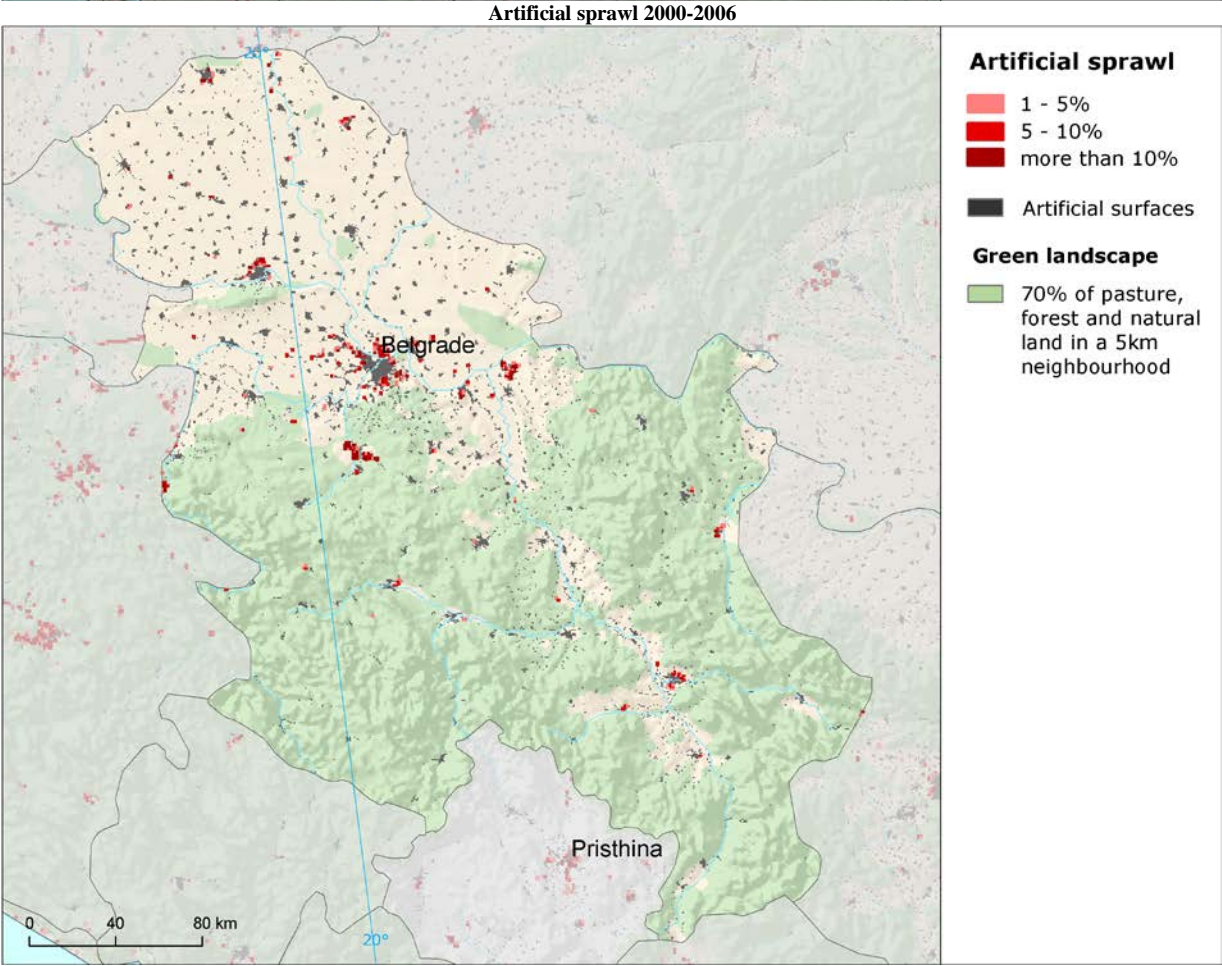 Artificial sprawl 2000-2006
20°
Belgrade
Pristhina
0 40 80 km
20°
Artificial sprawl
1 - 5%
5 - 10%
more than 10%
Artificial surfaces
Green landscape
70% of pasture,
forest and natural
land in a 5km
neighbourhood